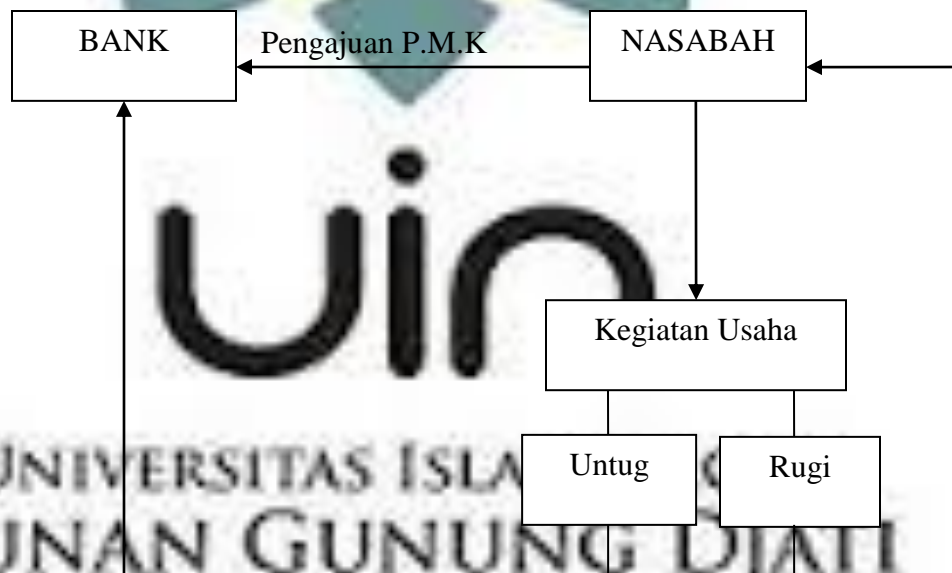 BANK
Pengajuan P.M.K
NASABAH
uin
Kegiatan Usaha
Untug
Rugi
UNIVERSITAS ISLA
UNAN GUNUNG DJATI